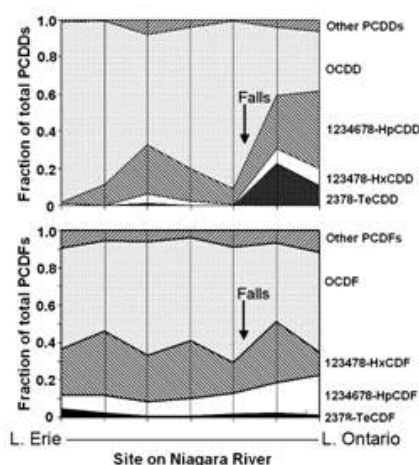 Fraction of total PCDDs
1.0
0.8
0.6
0.4
0.2
0
Falls
Other PCDDs
OCDD
1234678-HpCDD
123478-HxCDD
2378-TeCDD
Fraction of total PCDFs
1.0
0.8
0.6
0.4
0.2
0
Falls
Other PCDFs
OCDF
123478-HxCDF
1234678-HpCDF
2378-TeCDF
L. Erie
L. Ontario
Site on Niagara River